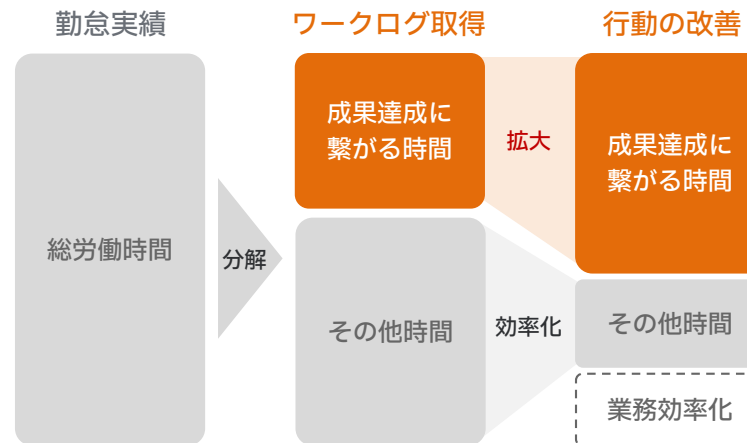 勤怠実績
ワークログ取得
行動の改善
総労働時間
分解
成果達成に
繋がる時間
その他時間
拡大
効率化
成果達成に
繋がる時間
その他時間
業務効率化